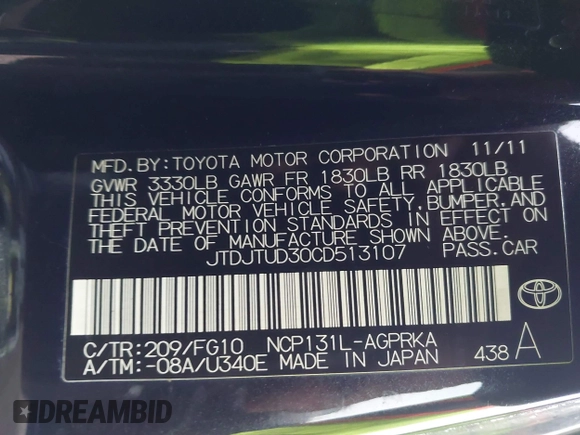 MFD. BY: TOYOTA MOTOR CORPORATION 11/11
GVWR 3330LB GAWR FR 1830LB RR 1830LB
THIS VEHICLE CONFORMS TO ALL APPLICABLE
FEDERAL MOTOR VEHICLE SAFETY, BUMPER, AND
THEFT PREVENTION STANDARDS IN EFFECT ON
THE DATE OF MANUFACTURE SHOWN ABOVE.
JTDJTUD30CD513107 PASS. CAR
C/TR: 209/FG10 NCP131L-AGPRKA
A/TM: -08A/U340E MADE IN JAPAN 438 A
DREAMBID